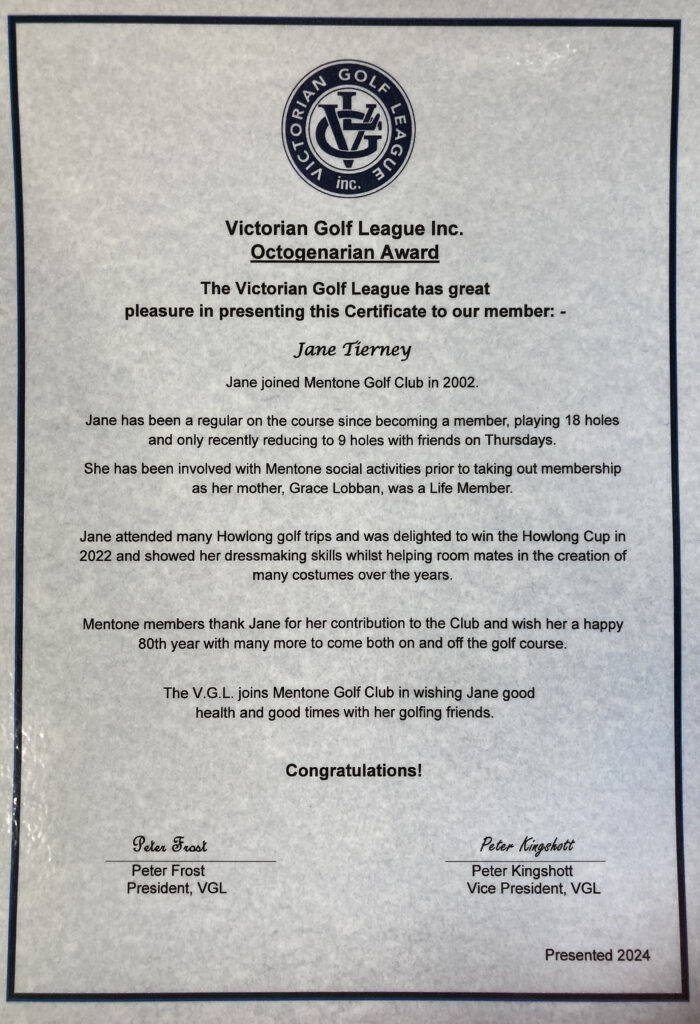 VICTORIAN GOLF LEAGUE
VGL
inc.
Victorian Golf League Inc.
Octogenarian Award
The Victorian Golf League has great
pleasure in presenting this Certificate to our member: -
Jane Tierney
Jane joined Mentone Golf Club in 2002.
Jane has been a regular on the course since becoming a member, playing 18 holes
and only recently reducing to 9 holes with friends on Thursdays.
She has been involved with Mentone social activities prior to taking out membership
as her mother, Grace Lobban, was a Life Member.
Jane attended many Howlong golf trips and was delighted to win the Howlong Cup in
2022 and showed her dressmaking skills whilst helping room mates in the creation of
many costumes over the years.
Mentone members thank Jane for her contribution to the Club and wish her a happy
80th year with many more to come both on and off the golf course.
The V.G.L. joins Mentone Golf Club in wishing Jane good
health and good times with her golfing friends.
Congratulations!
Peter Frost
Peter Frost
President, VGL
Peter Kingshott
Peter Kingshott
Vice President, VGL
Presented 2024